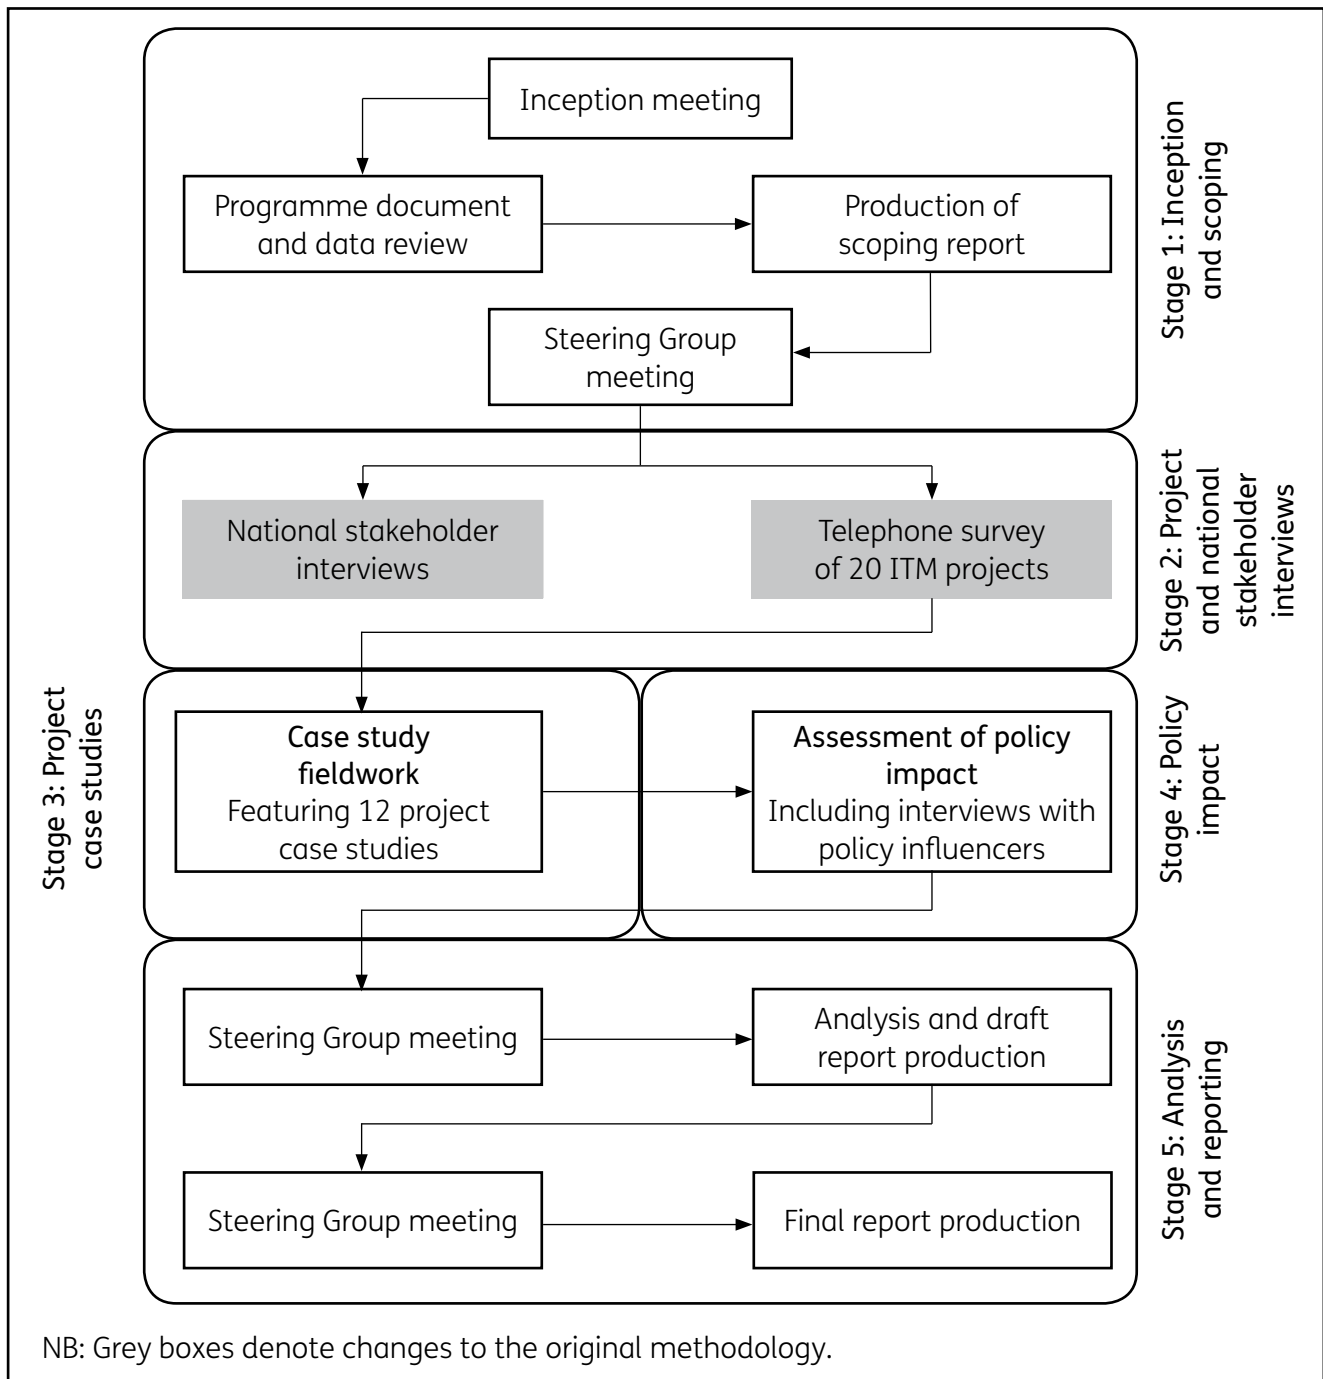 Inception meeting
Programme document
and data review
Production of
scoping report
Steering Group
meeting
Stage 1: Inception
and scoping
National stakeholder
interviews
Telephone survey
of 20 ITM projects
Stage 2: Project
and national
stakeholder
interviews
Stage 3: Project
case studies
Case study
fieldwork
Featuring 12 project
case studies
Assessment of policy
impact
Including interviews with
policy influencers
Stage 4: Policy
impact
Steering Group meeting
Analysis and draft
report production
Steering Group meeting
Final report production
Stage 5: Analysis
and reporting
NB: Grey boxes denote changes to the original methodology.